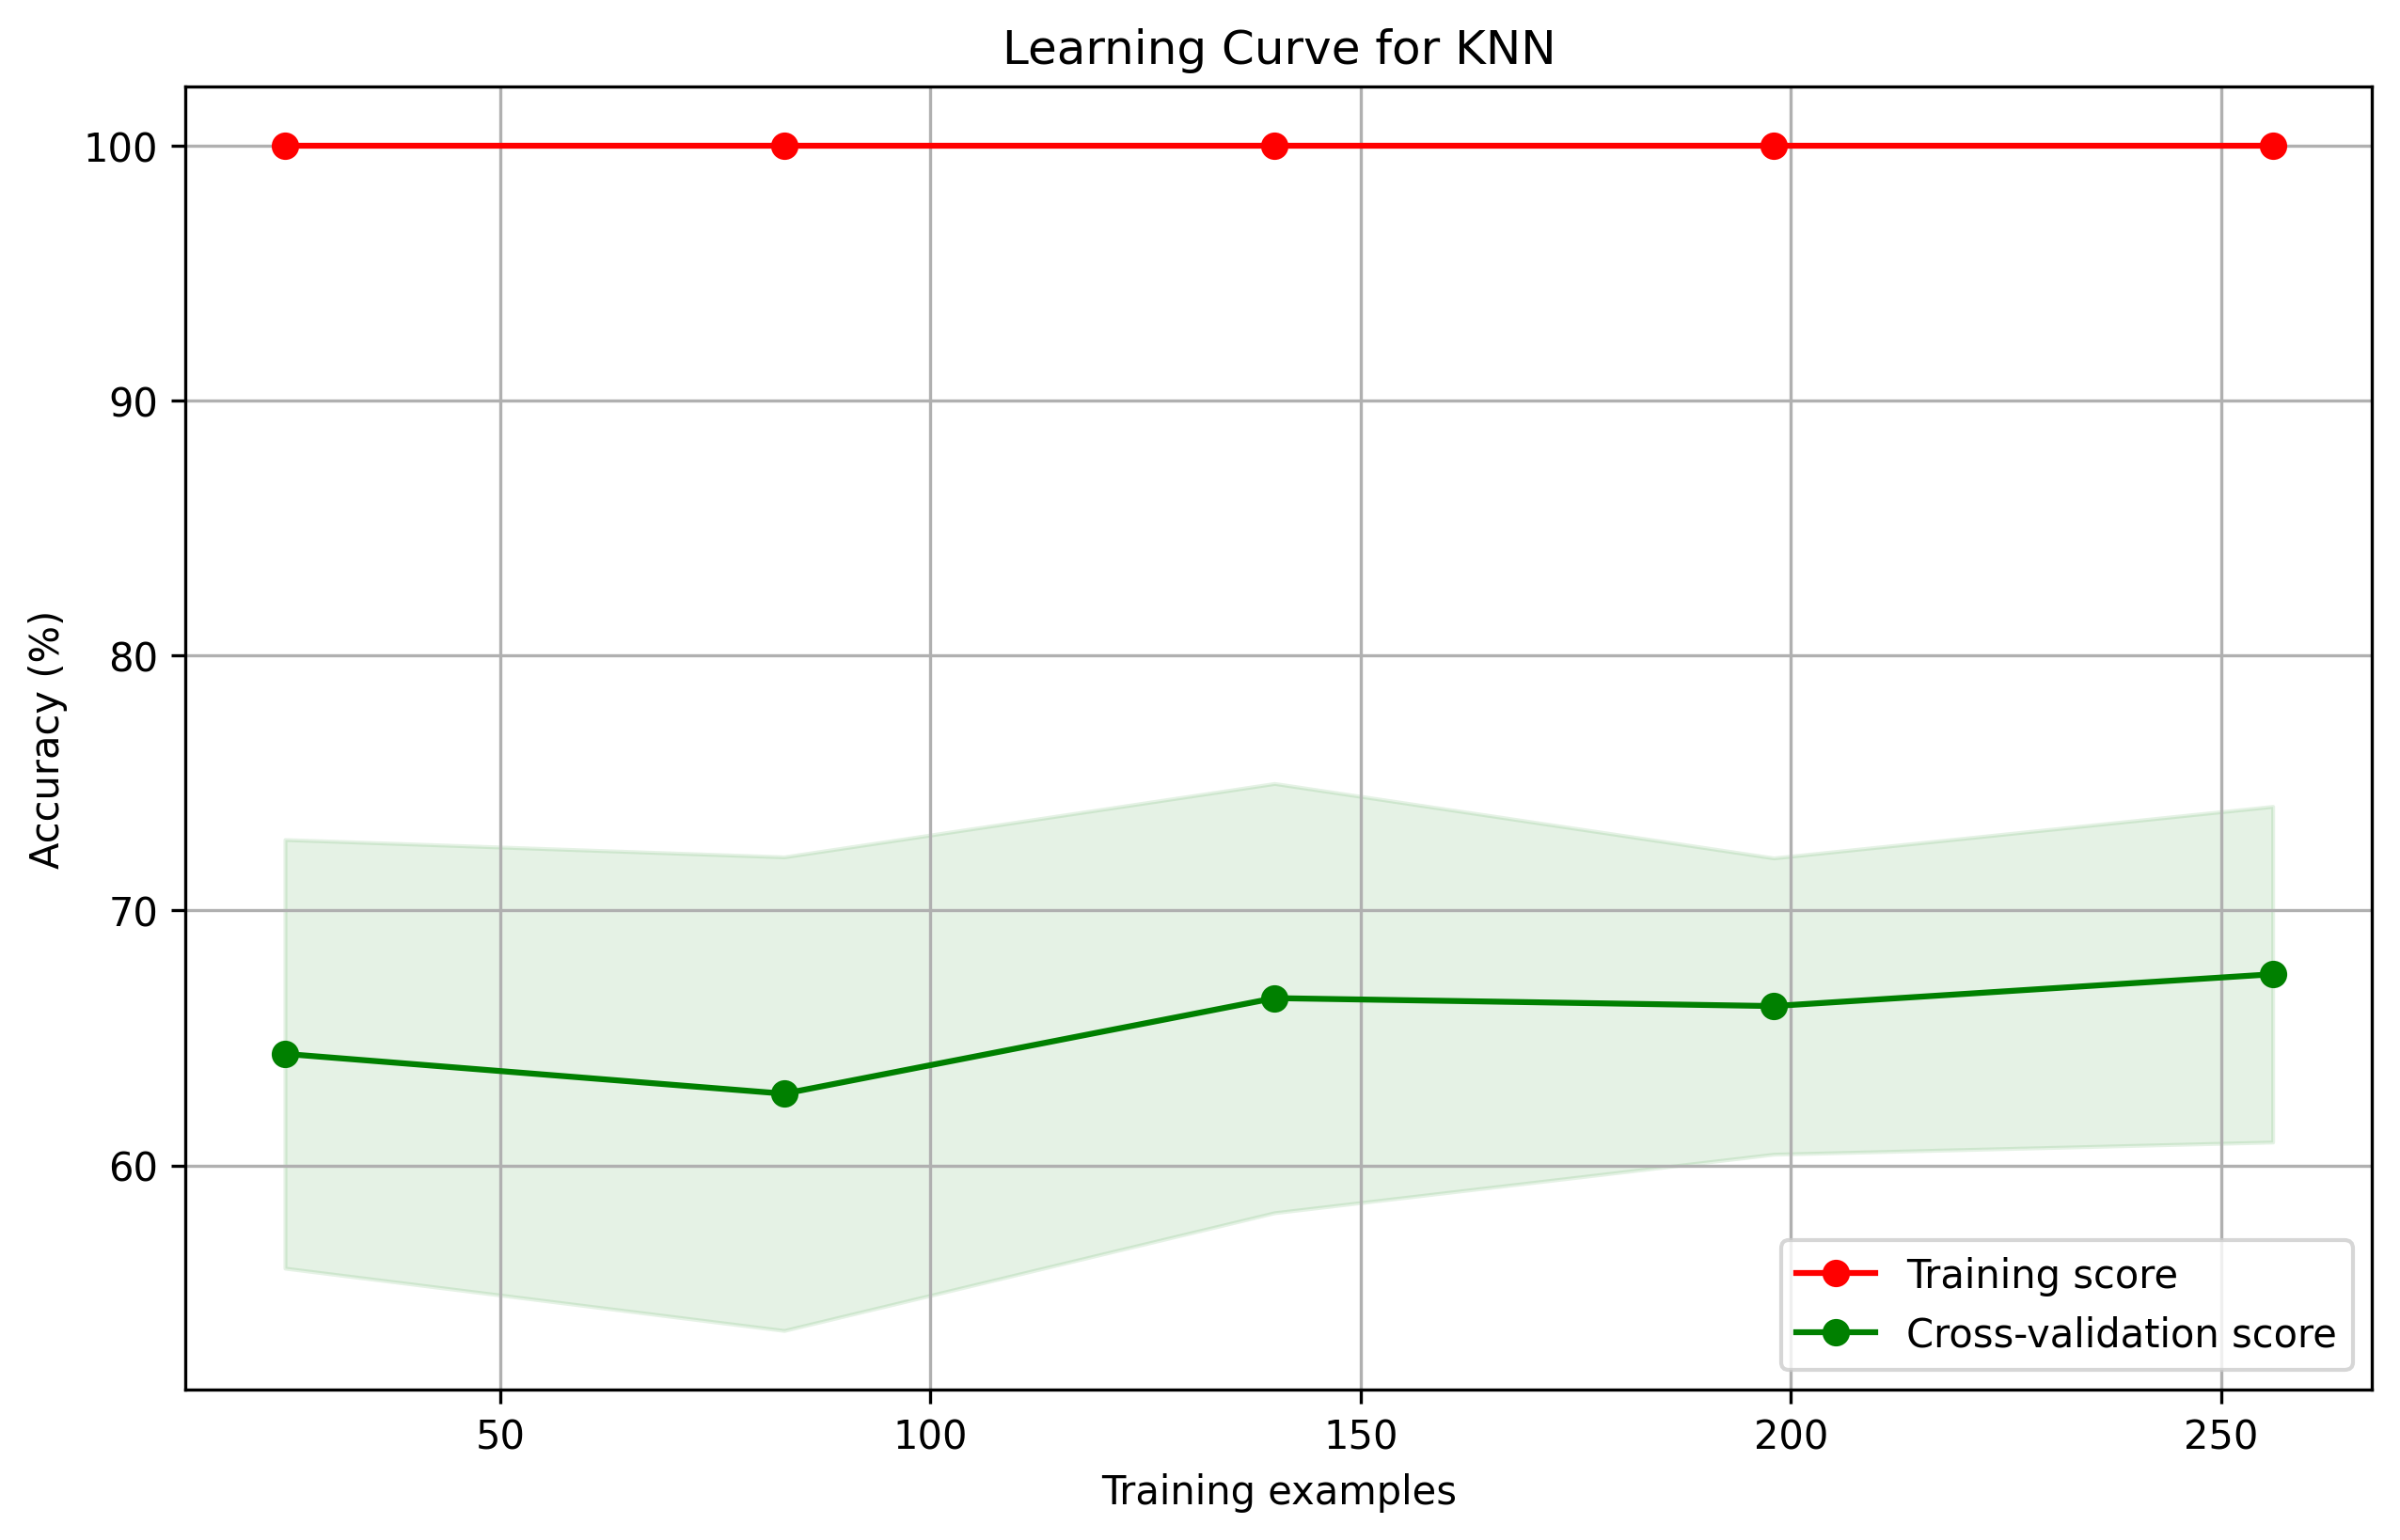 Learning Curve for KNN
100
90
80
70
60
Accuracy (%)
50 100 150 200 250
Training examples
Training score
Cross-validation score